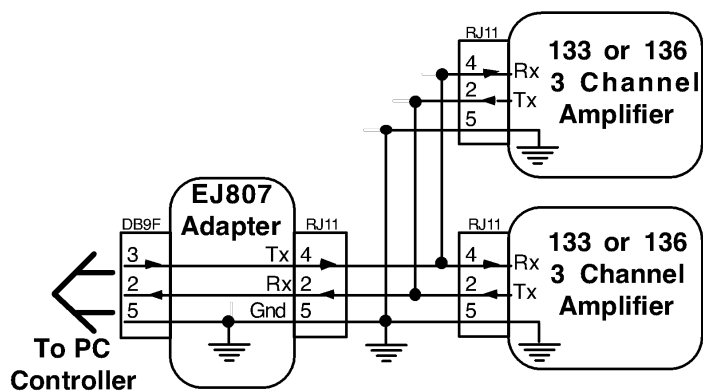 RJ11
4 Rx
2 Tx
5
133 or 136
3 Channel
Amplifier
EJ807
Adapter
DB9F
RJ11
3 Tx 4
2 Rx 2
5 Gnd 5
RJ11
4 Rx
2 Tx
5
133 or 136
3 Channel
Amplifier
To PC
Controller